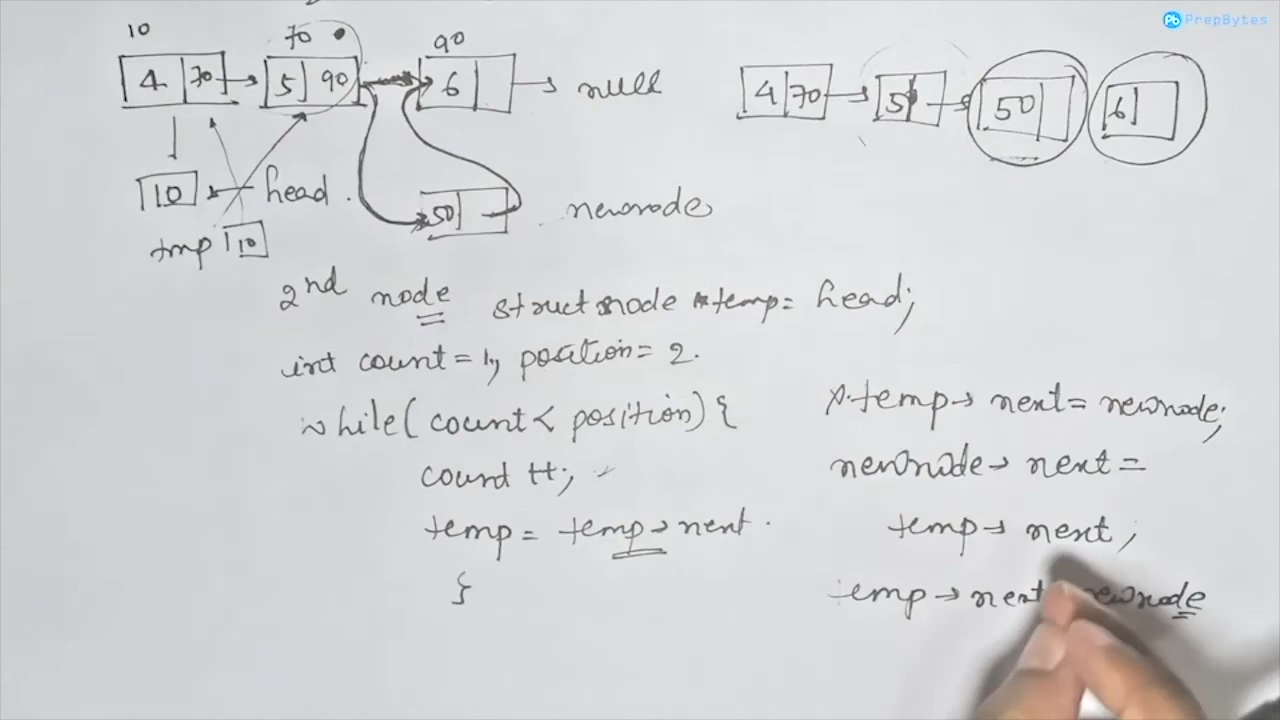 PrepBytes
10 70 90
4 70 5 90 6 null
4 70 5 50 6
10 head 50 newnode
tmp 10
2nd node struct node *temp = head;
int count = 1, position = 2.
while( count < position) {
count ++;
temp = temp→next.
}
temp→ next = newnode;
newnode→ next =
temp→ next;
temp→ next newnode